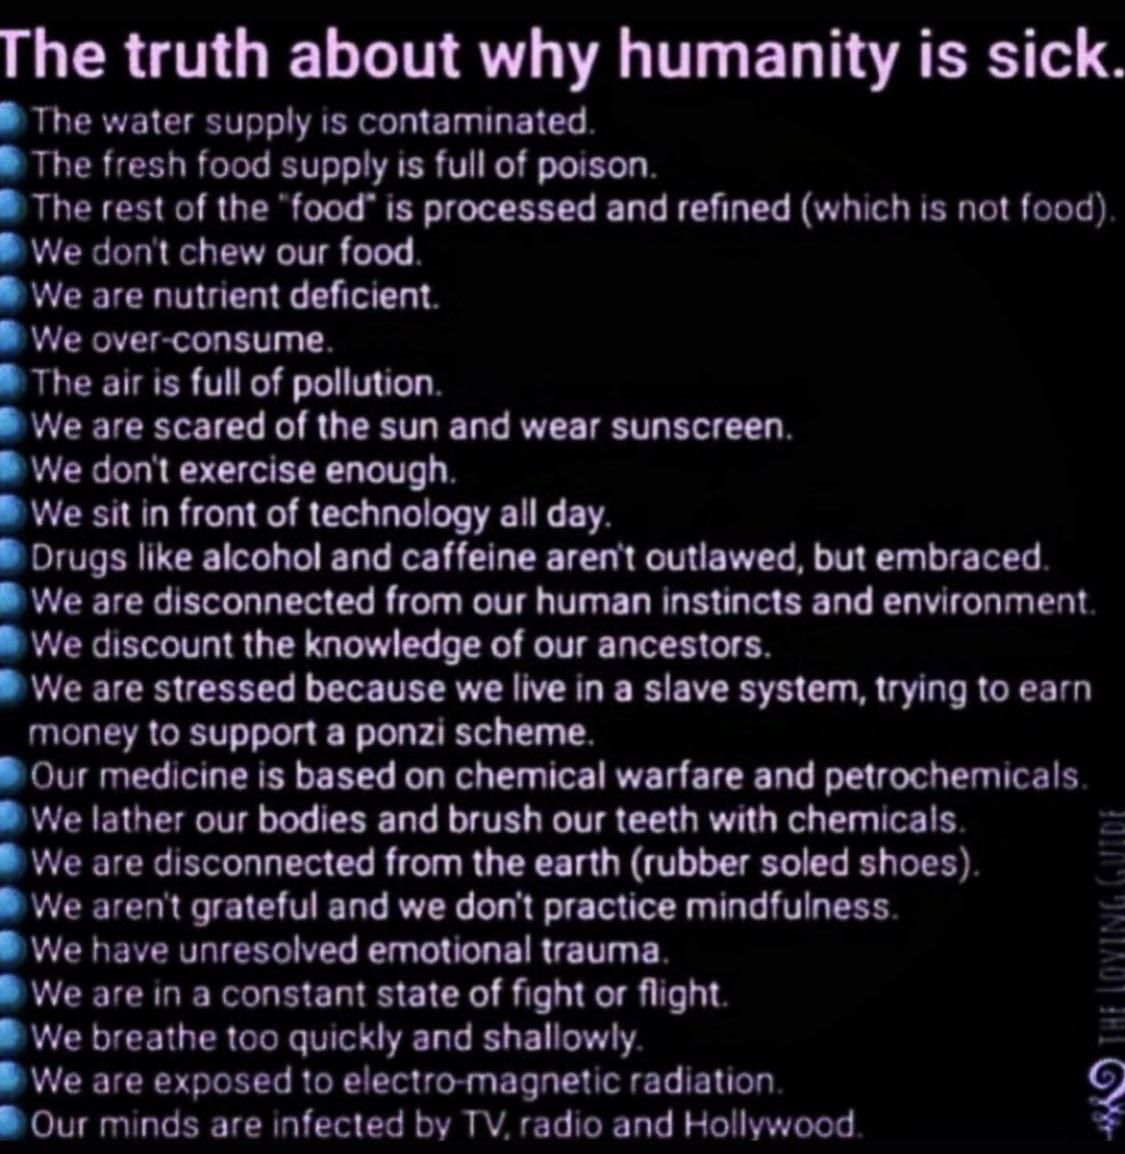 The truth about why humanity is sick.
The water supply is contaminated.
The fresh food supply is full of poison.
The rest of the "food" is processed and refined (which is not food).
We don't chew our food.
We are nutrient deficient.
We over-consume.
The air is full of pollution.
We are scared of the sun and wear sunscreen.
We don't exercise enough.
We sit in front of technology all day.
Drugs like alcohol and caffeine aren't outlawed, but embraced.
We are disconnected from our human instincts and environment.
We discount the knowledge of our ancestors.
We are stressed because we live in a slave system, trying to earn
money to support a ponzi scheme.
Our medicine is based on chemical warfare and petrochemicals.
We lather our bodies and brush our teeth with chemicals.
We are disconnected from the earth (rubber soled shoes).
We aren't grateful and we don't practice mindfulness.
We have unresolved emotional trauma.
We are in a constant state of fight or flight.
We breathe too quickly and shallowly.
We are exposed to electro-magnetic radiation.
Our minds are infected by TV, radio and Hollywood.
THE LOVING GUIDE